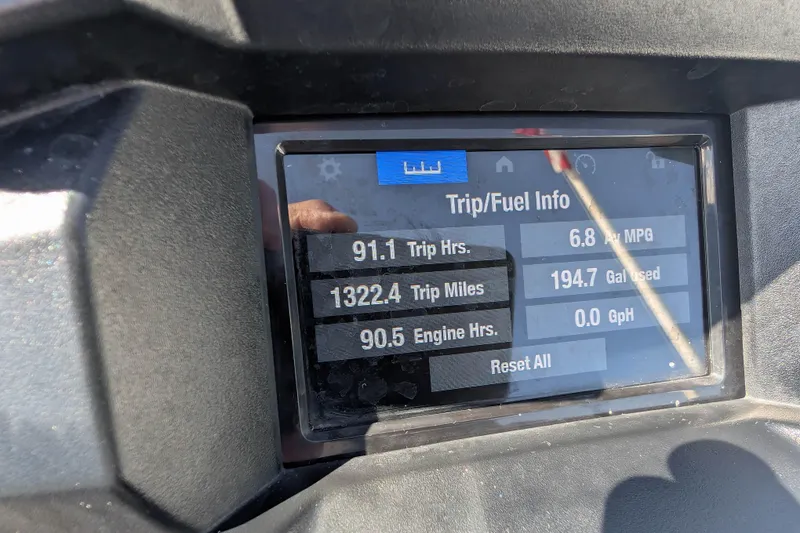 Trip/Fuel Info
91.1 Trip Hrs.
6.8 Av MPG
1322.4 Trip Miles
194.7 Gal used
90.5 Engine Hrs.
0.0 GpH
Reset All